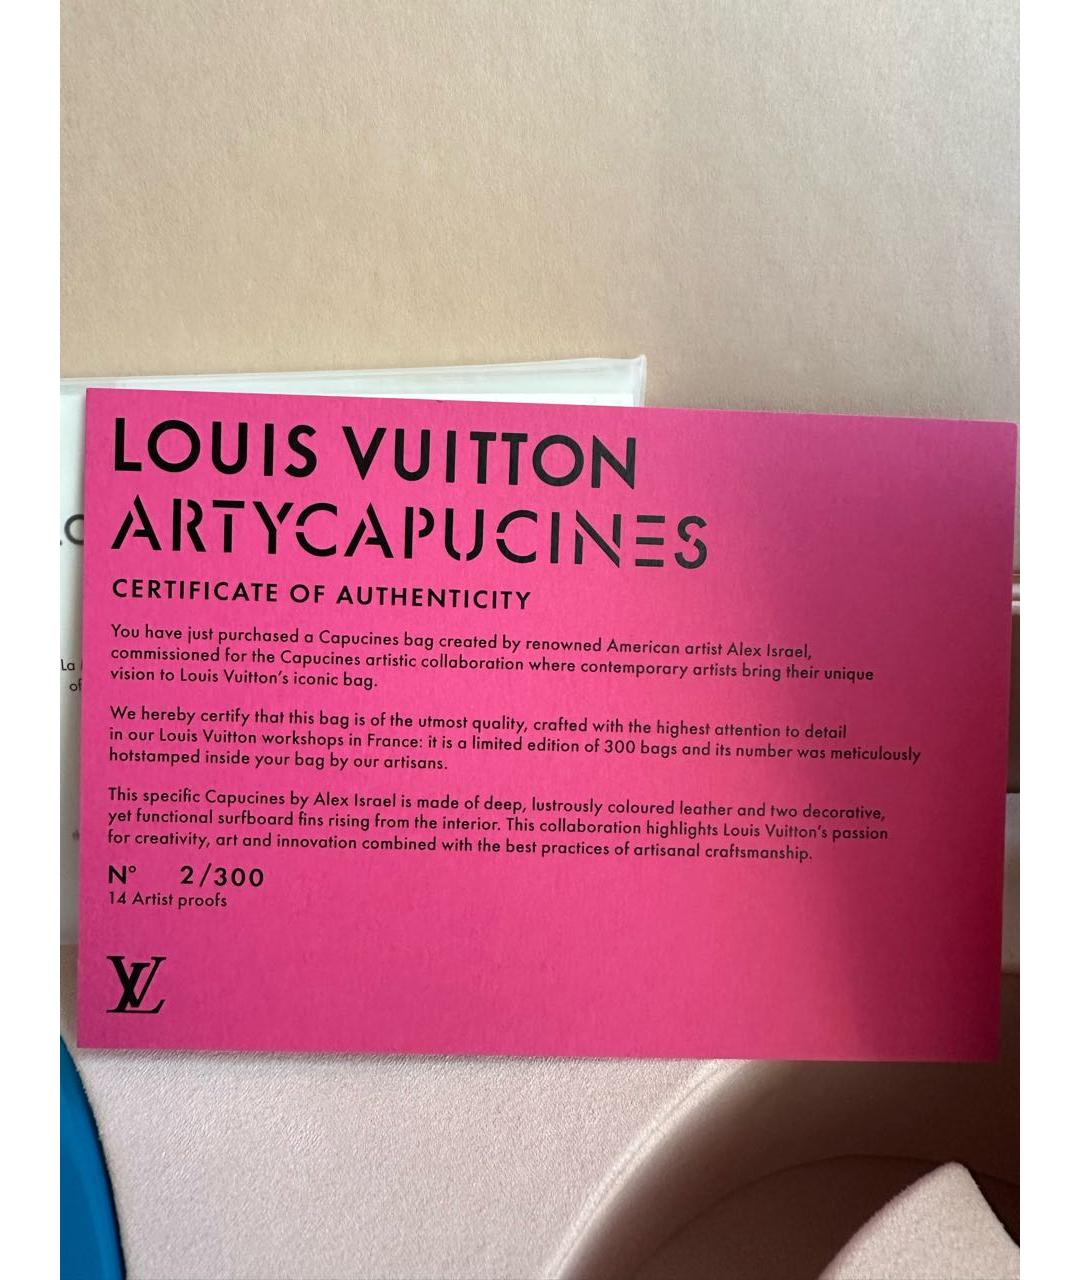 LOUIS VUITTON
ARTYCAPUCINES
CERTIFICATE OF AUTHENTICITY
You have just purchased a Capucines bag created by renowned American artist Alex Israel,
commissioned for the Capucines artistic collaboration where contemporary artists bring their unique
vision to Louis Vuitton's iconic bag.
We hereby certify that this bag is of the utmost quality, crafted with the highest attention to detail
in our Louis Vuitton workshops in France: it is a limited edition of 300 bags and its number was meticulously
hotstamped inside your bag by our artisans.
This specific Capucines by Alex Israel is made of deep, lustrously coloured leather and two decorative,
yet functional surfboard fins rising from the interior. This collaboration highlights Louis Vuitton's passion
for creativity, art and innovation combined with the best practices of artisanal craftsmanship.
N° 2/300
14 Artist proofs
LV
La
of